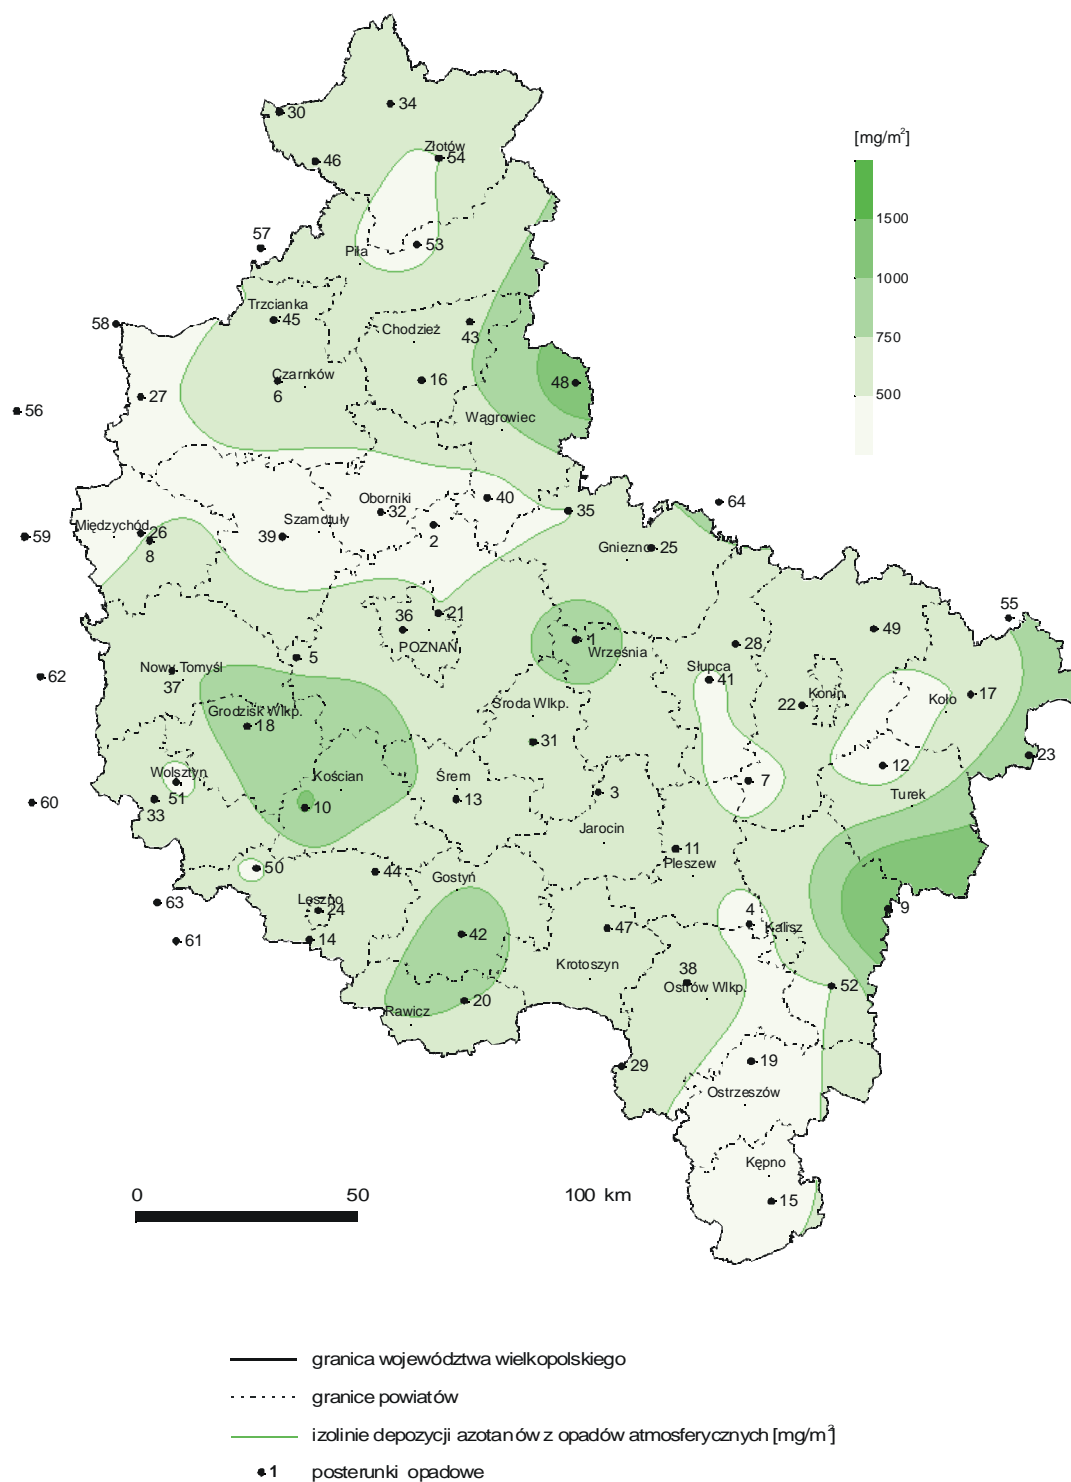 34
30
[mg/m²]
Złotów
54
46
1500
57
53
Piła
1000
Trzcianka
45
58
Chodzież
43
750
Czarnków
16
48
6
27
500
56
Wągrowiec
Oborniki
40
64
32
35
Międzychód
26
Szamotuły
2
59
39
8
Gniezno
25
55
21
36
49
1
POZNAŃ
Września
28
5
Nowy Tomyśl
Słupca
62
37
41
Konin
Koło
17
Środa Wlkp.
22
Grodzisk Wlkp.
18
31
23
Wolsztyn
Kościan
Śrem
7
12
51
Turek
60
33
10
13
3
Jarocin
11
Pleszew
50
44
Gostyń
63
Leszno
24
4
9
42
47
Kalisz
61
14
Krotoszyn
38
Ostrów Wlkp.
52
20
Rawicz
29
19
Ostrzeszów
Kępno
15
0 50 100 km
granica województwa wielkopolskiego
granice powiatów
izolinie depozycji azotanów z opadów atmosferycznych [mg/m²]
1 posterunki opadowe